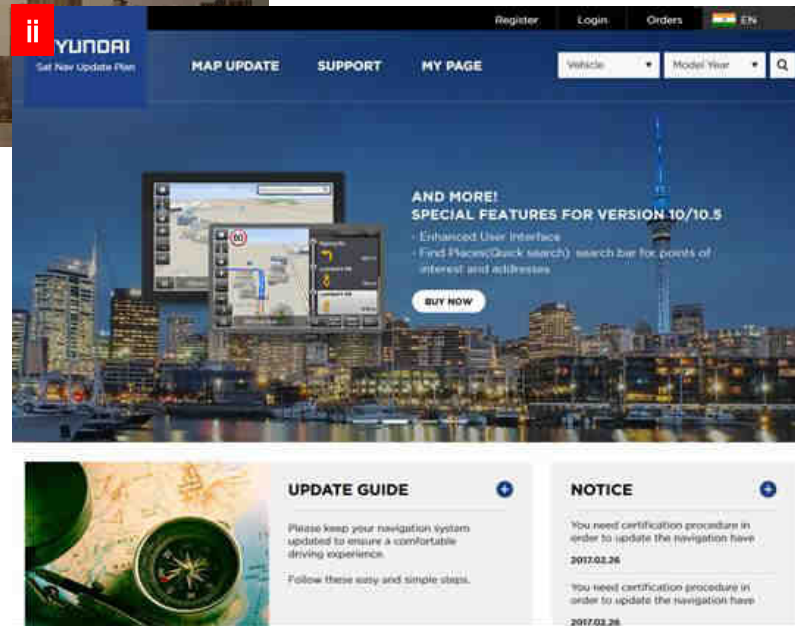 ii
Register Login Orders EN
YUNDAI
Sat Nav Update Plan
MAP UPDATE SUPPORT MY PAGE
Vehicle Model Year
AND MORE!
SPECIAL FEATURES FOR VERSION 10/10.5
- Enhanced User Interface
- Find Places(Quick search) search bar for points of
interest and addresses
BUY NOW
60
UPDATE GUIDE
Please keep your navigation system
updated to ensure a comfortable
driving experience.
Follow these easy and simple steps.
NOTICE
You need certification procedure in
order to update the navigation have
2017.02.26
You need certification procedure in
order to update the navigation have
2017.02.26